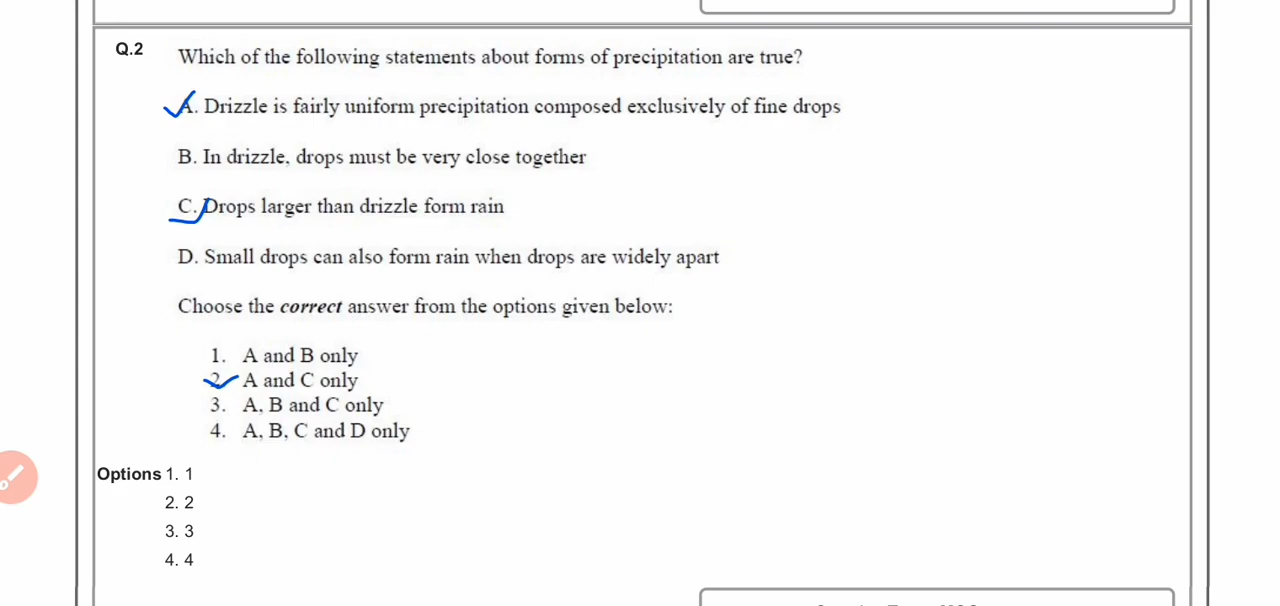 Q.2 Which of the following statements about forms of precipitation are true?
A. Drizzle is fairly uniform precipitation composed exclusively of fine drops
B. In drizzle, drops must be very close together
C. Drops larger than drizzle form rain
D. Small drops can also form rain when drops are widely apart
Choose the correct answer from the options given below:
1. A and B only
2. A and C only
3. A, B and C only
4. A, B, C and D only
Options 1. 1
2. 2
3. 3
4. 4